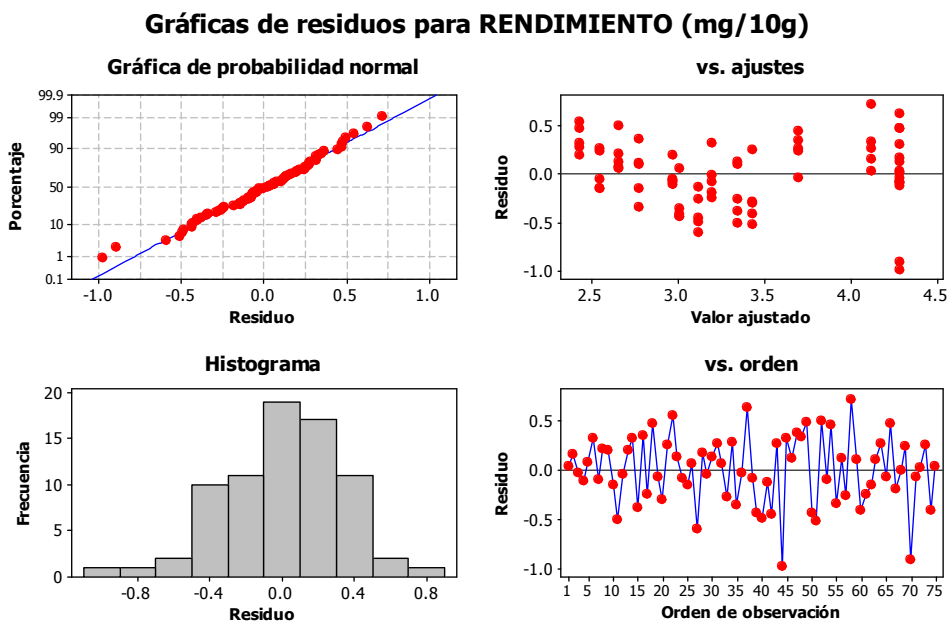 Gráficas de residuos para RENDIMIENTO (mg/10g)
Gráfica de probabilidad normal
99.9
99
90
50
10
1
0.1
Porcentaje
-1.0 -0.5 0.0 0.5 1.0
Residuo
vs. ajustes
0.5
0.0
-0.5
-1.0
Residuo
2.5 3.0 3.5 4.0 4.5
Valor ajustado
Histograma
20
15
10
5
0
Frecuencia
-0.8 -0.4 0.0 0.4 0.8
Residuo
vs. orden
0.5
0.0
-0.5
-1.0
Residuo
1 5 10 15 20 25 30 35 40 45 50 55 60 65 70 75
Orden de observación